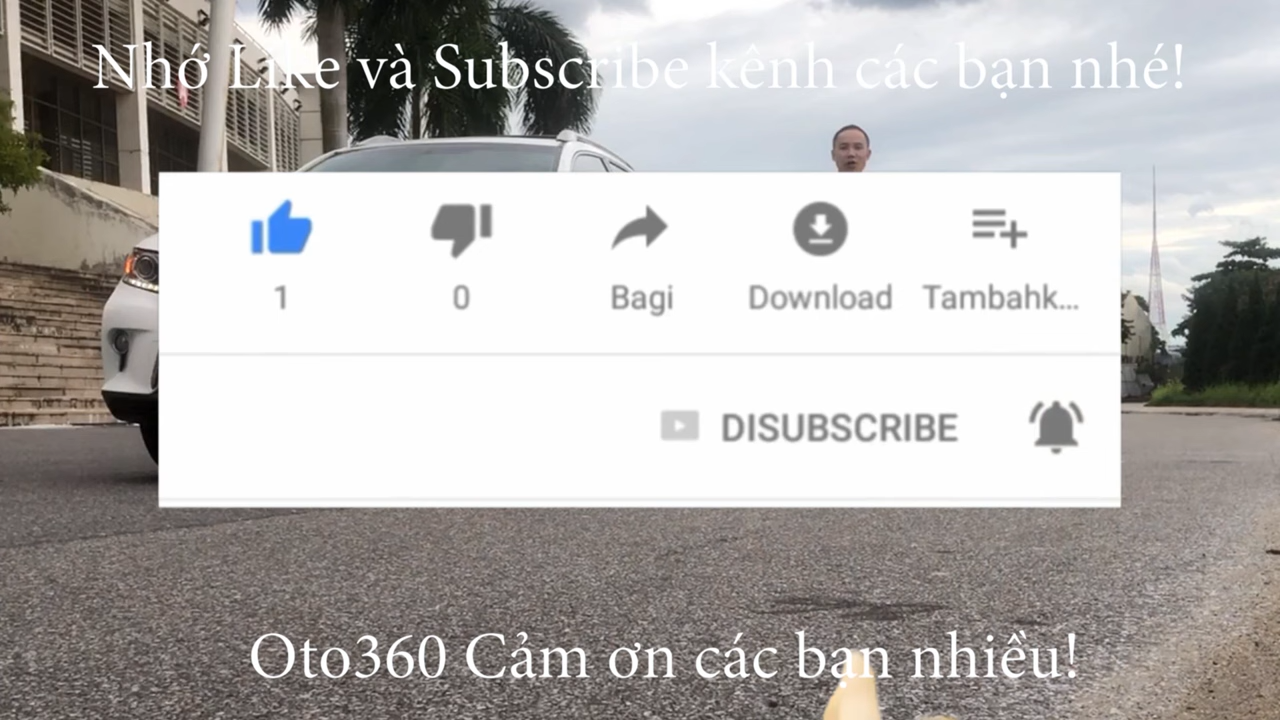 Nhớ Like và Subscribe kênh các bạn nhé!
1
0
Bagi
Download
Tambahk...
DISUBSCRIBE
Oto360 Cảm ơn các bạn nhiều!